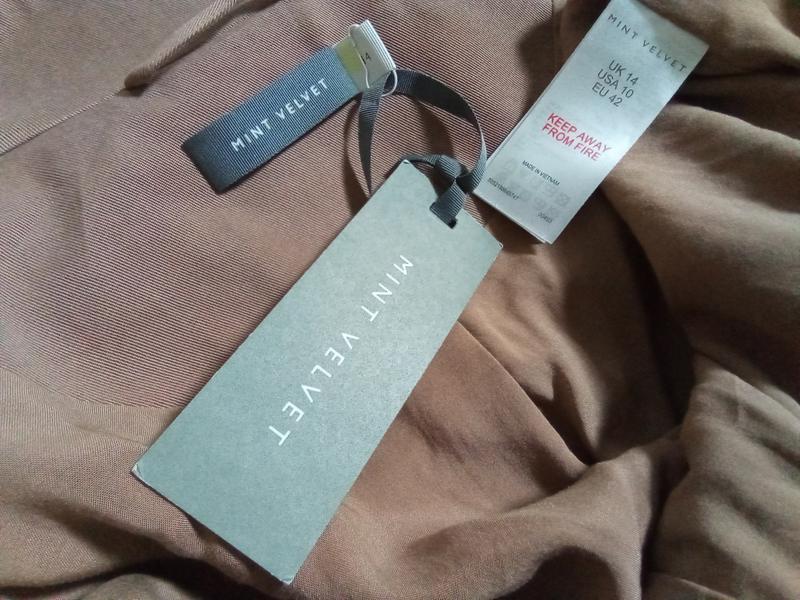 MINT VELVET
14
MINT VELVET
UK 14
USA 10
EU 42
KEEP AWAY
FROM FIRE
MADE IN VIETNAM
MINT VELVET